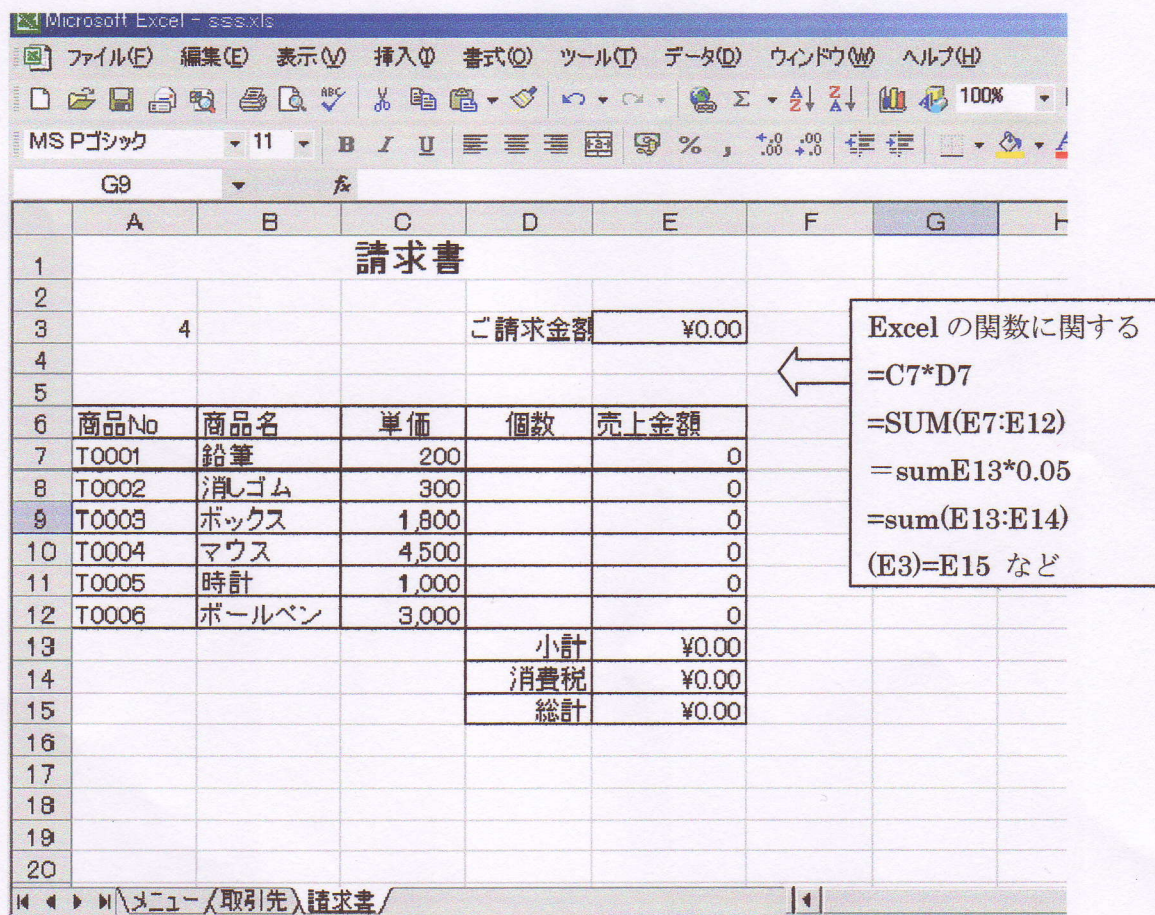 Microsoft Excel - sss.xls
ファイル(F) 編集(E) 表示(V) 挿入(I) 書式(O) ツール(T) データ(D) ウィンドウ(W) ヘルプ(H)
ABC Σ A Z Z A 100%
MS Pゴシック 11 B I U % , .0 .00 .00 .0 A
G9 fx
A B C D E F G H
1 請求書
2
3 4 ご請求金額 ¥0.00
4
5
6 商品No 商品名 単価 個数 売上金額
7 T0001 鉛筆 200 0
8 T0002 消しゴム 300 0
9 T0003 ボックス 1,800 0
10 T0004 マウス 4,500 0
11 T0005 時計 1,000 0
12 T0006 ボールペン 3,000 0
13 小計 ¥0.00
14 消費税 ¥0.00
15 総計 ¥0.00
16
17
18
19
20
メニュー 取引先 請求書
Excel の関数に関する
=C7*D7
=SUM(E7:E12)
＝sumE13*0.05
=sum(E13:E14)
(E3)=E15 など